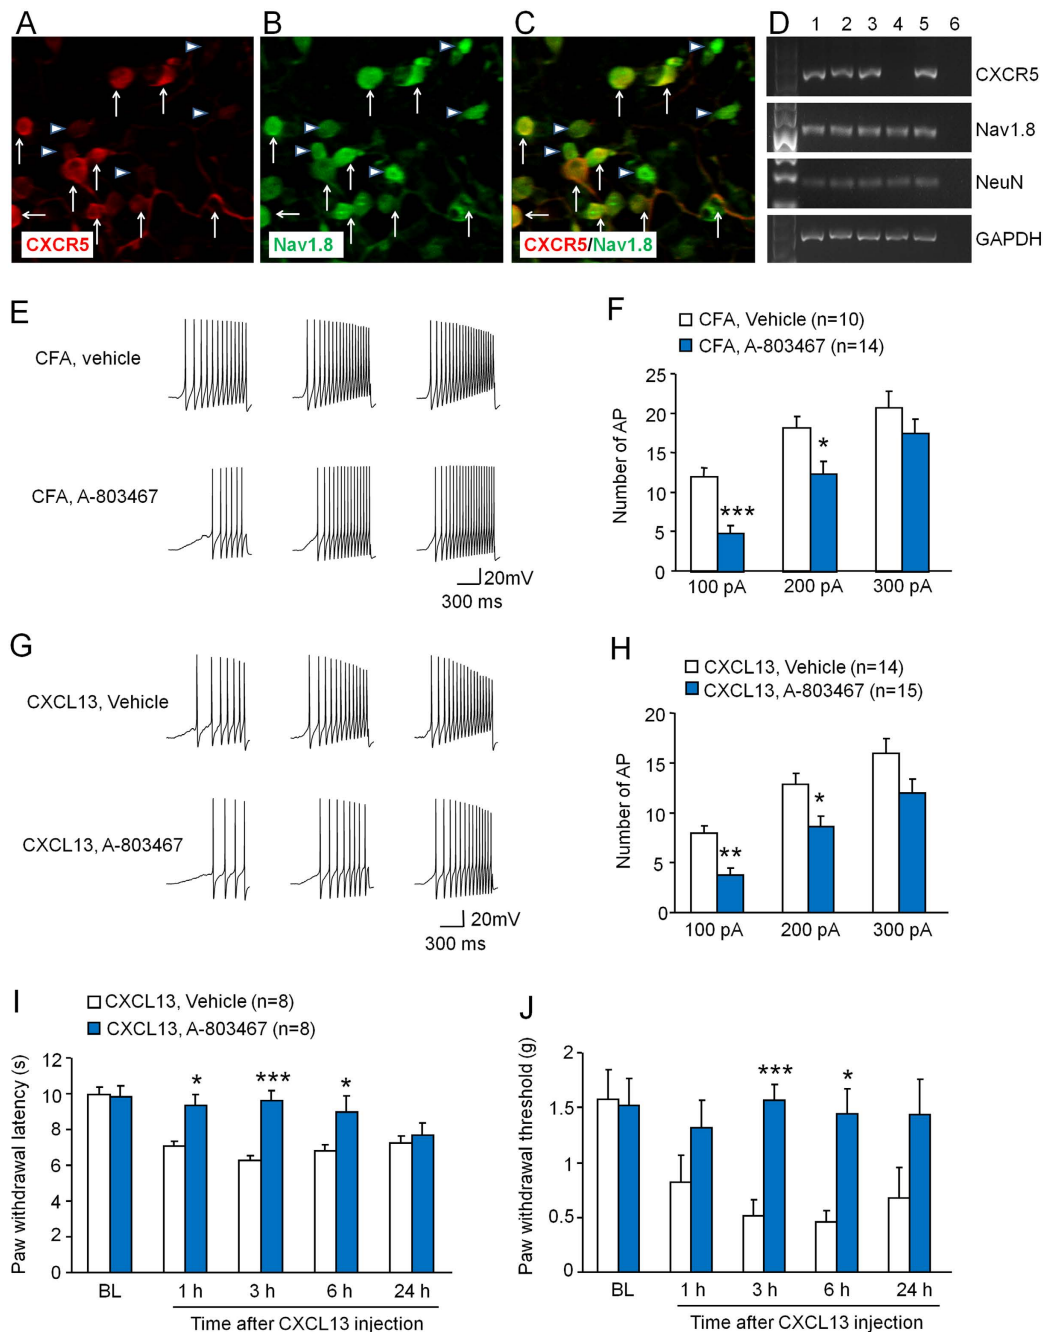 A B C D 1 2 3 4 5 6
CXCR5
Nav1.8
NeuN
GAPDH
CXCR5 Nav1.8 CXCR5/Nav1.8
E
CFA, vehicle
CFA, A-803467
20mV
300 ms
F
CFA, Vehicle (n=10)
CFA, A-803467 (n=14)
Number of AP
25
20
15
10
5
0
***
*
100 pA 200 pA 300 pA
G
CXCL13, Vehicle
CXCL13, A-803467
20mV
300 ms
H
CXCL13, Vehicle (n=14)
CXCL13, A-803467 (n=15)
Number of AP
20
15
10
5
0
**
*
100 pA 200 pA 300 pA
I
CXCL13, Vehicle (n=8)
CXCL13, A-803467 (n=8)
Paw withdrawal latency (s)
12
10
8
6
4
2
0
* *** *
BL 1 h 3 h 6 h 24 h
Time after CXCL13 injection
J
Paw withdrawal threshold (g)
2
1.5
1
0.5
0
*** *
BL 1 h 3 h 6 h 24 h
Time after CXCL13 injection